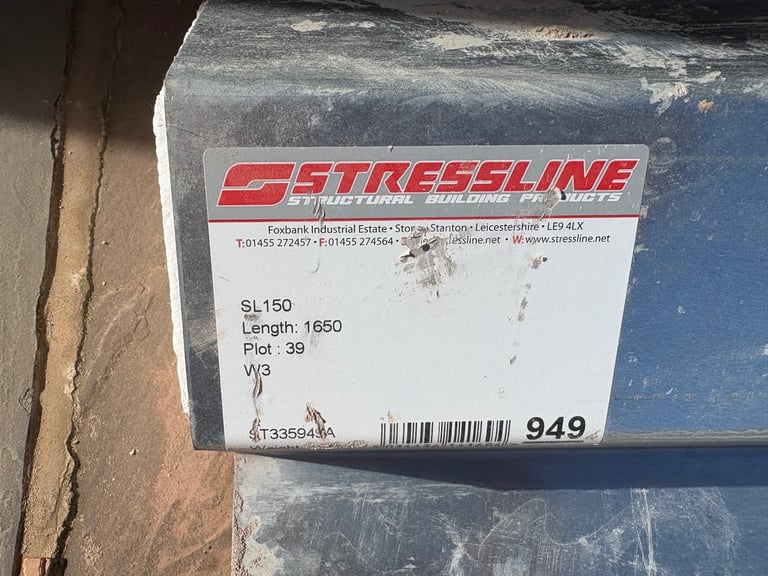 STRESSLINE
STRUCTURAL BUILDING PRODUCTS
Foxbank Industrial Estate • Stoney Stanton • Leicestershire • LE9 4LX
T: 01455 272457 • F: 01455 274564 • W: www.stressline.net
SL150
Length: 1650
Plot : 39
W3
949